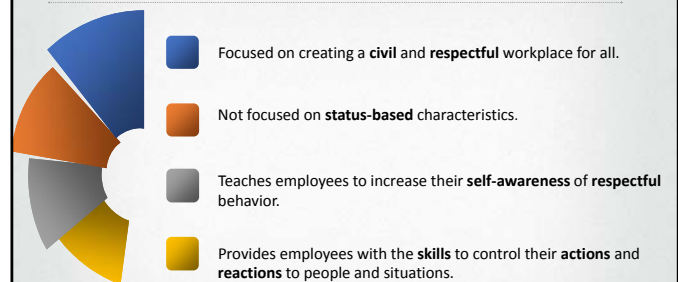 Focused on creating a civil and respectful workplace for all.
Not focused on status-based characteristics.
Teaches employees to increase their self-awareness of respectful
behavior.
Provides employees with the skills to control their actions and
reactions to people and situations.